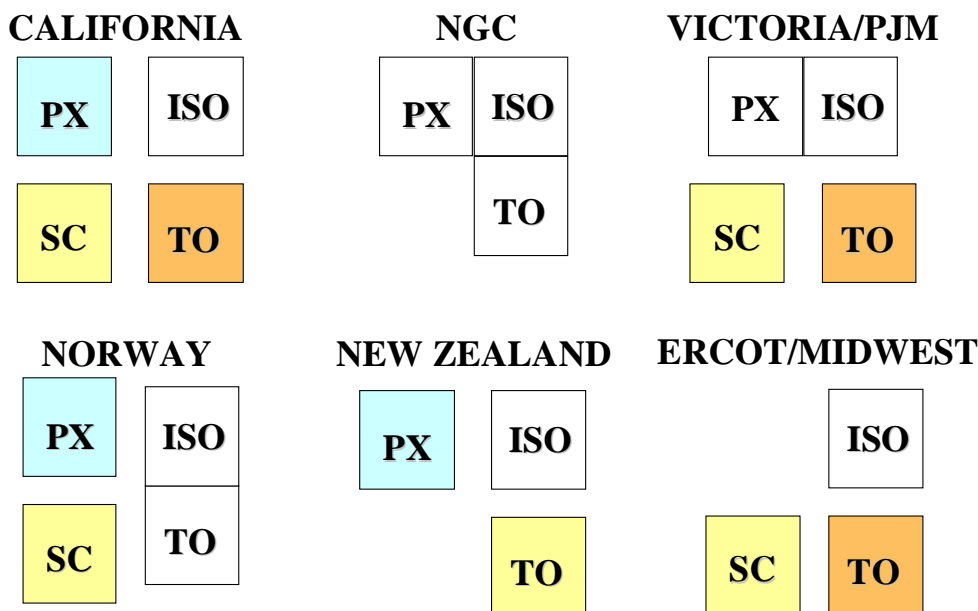 CALIFORNIA
PX ISO
SC TO
NGC
PX ISO
TO
VICTORIA/PJM
PX ISO
SC TO
NORWAY
PX ISO
SC TO
NEW ZEALAND
PX ISO
TO
ERCOT/MIDWEST
ISO
SC TO